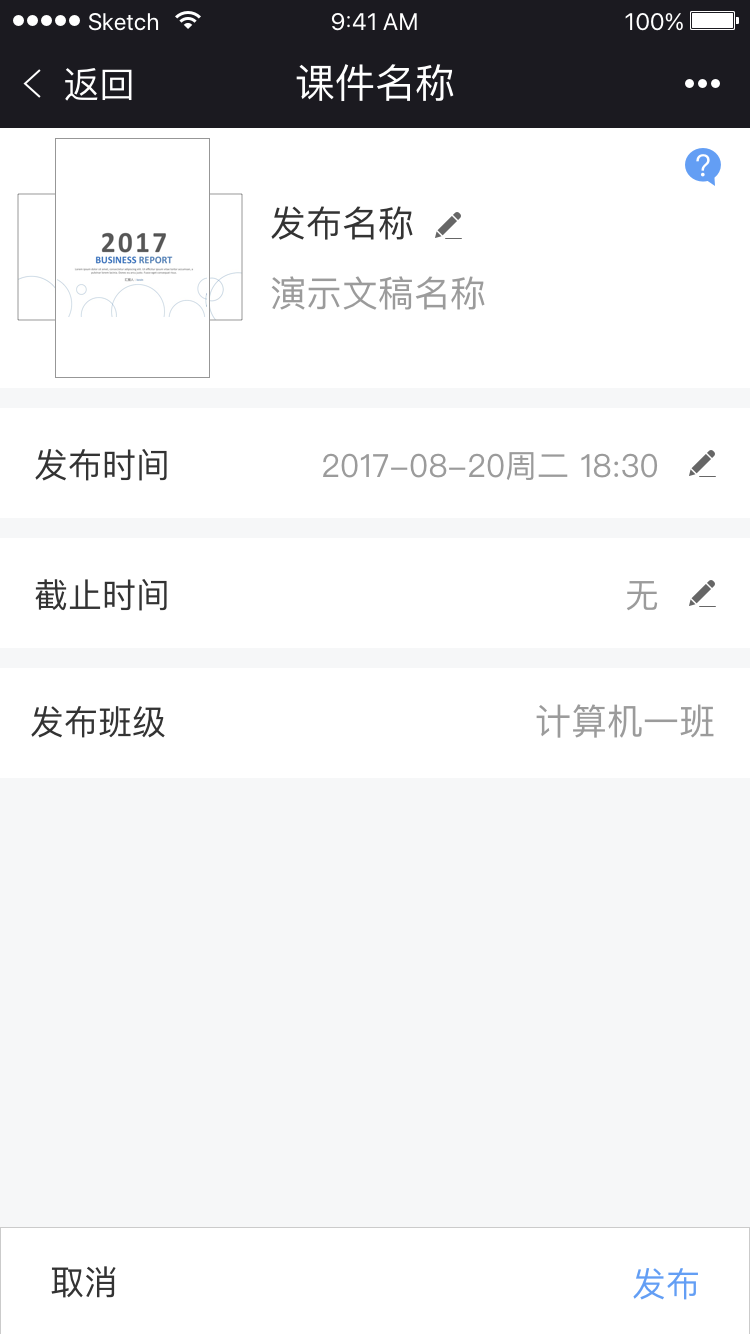 Sketch 9:41 AM 100%
返回 课件名称
2017
BUSINESS REPORT
发布名称
演示文稿名称
发布时间 2017-08-20周二 18:30
截止时间 无
发布班级 计算机一班
取消 发布